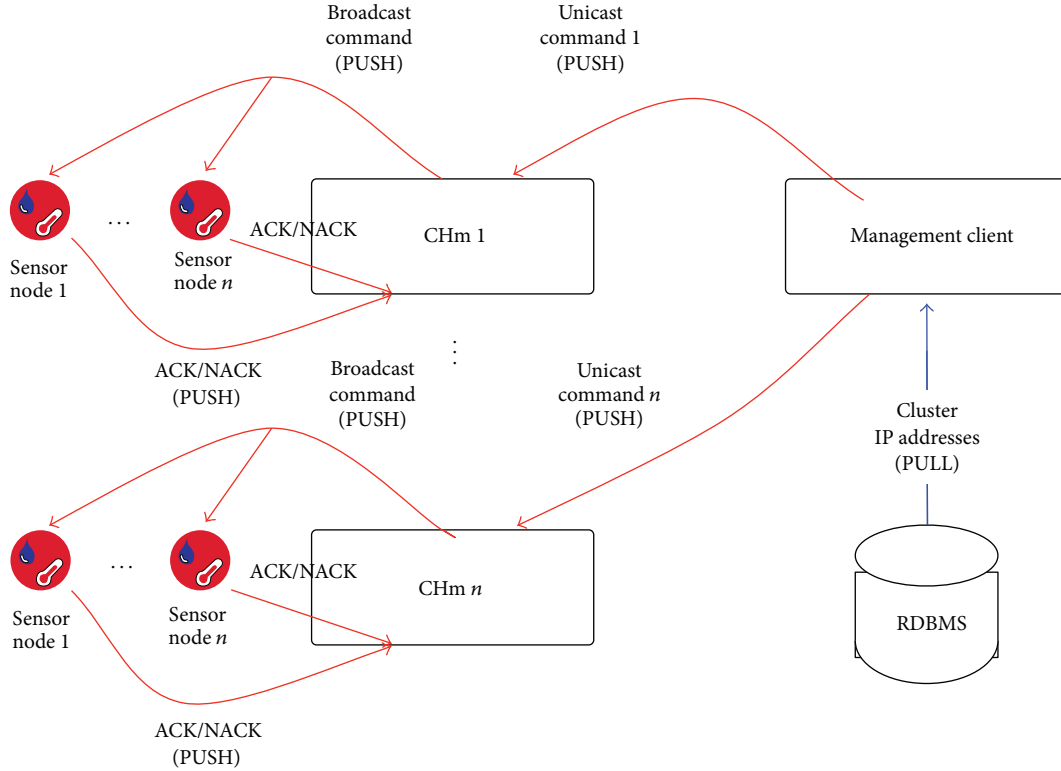 Broadcast
command
(PUSH)
Unicast
command 1
(PUSH)
...
Sensor
node 1
Sensor
node n
ACK/NACK
CHm 1
Management client
ACK/NACK
(PUSH)
...
Broadcast
command
(PUSH)
Unicast
command n
(PUSH)
Cluster
IP addresses
(PULL)
...
Sensor
node 1
Sensor
node n
ACK/NACK
CHm n
RDBMS
ACK/NACK
(PUSH)